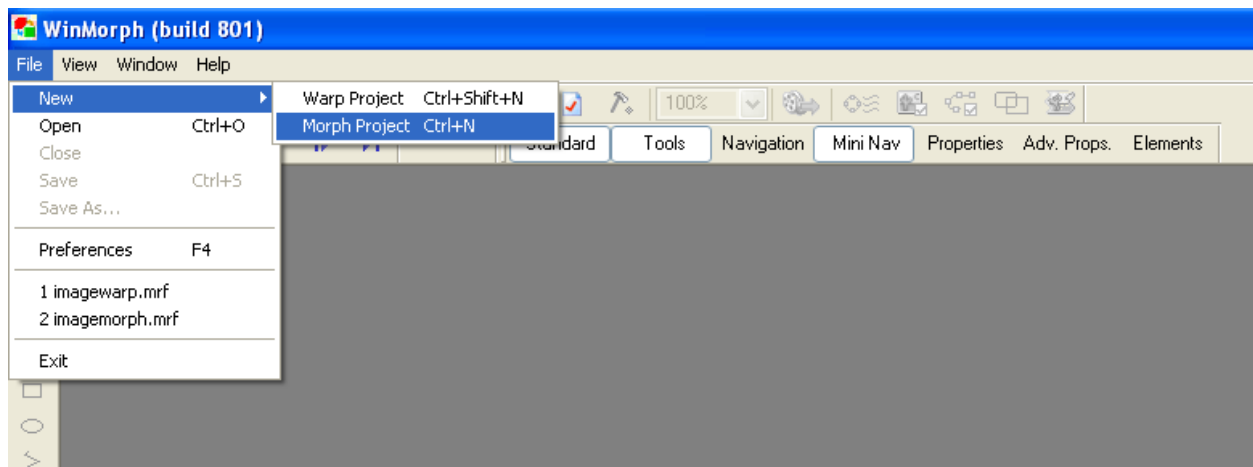 WinMorph (build 801)
File View Window Help
New Warp Project Ctrl+Shift+N 100%
Open Ctrl+O Morph Project Ctrl+N Standard Tools Navigation Mini Nav Properties Adv. Props. Elements
Close
Save Ctrl+S
Save As...
Preferences F4
1 imagewarp.mrf
2 imagemorph.mrf
Exit